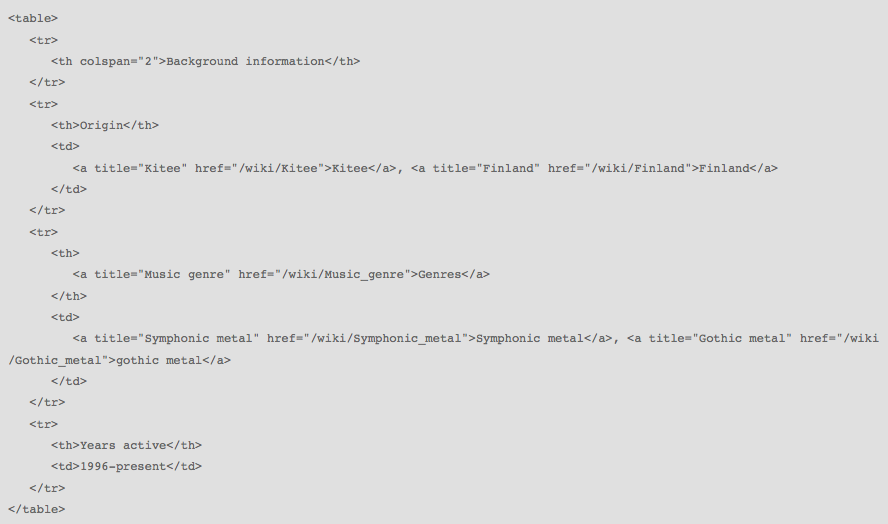 <table>
<tr>
<th colspan="2">Background information</th>
</tr>
<tr>
<th>Origin</th>
<td>
<a title="Kitee" href="/wiki/Kitee">Kitee</a>, <a title="Finland" href="/wiki/Finland">Finland</a>
</td>
</tr>
<tr>
<th>
<a title="Music genre" href="/wiki/Music_genre">Genres</a>
</th>
<td>
<a title="Symphonic metal" href="/wiki/Symphonic_metal">Symphonic metal</a>, <a title="Gothic metal" href="/wiki
/Gothic_metal">gothic metal</a>
</td>
</tr>
<tr>
<th>Years active</th>
<td>1996-present</td>
</tr>
</table>